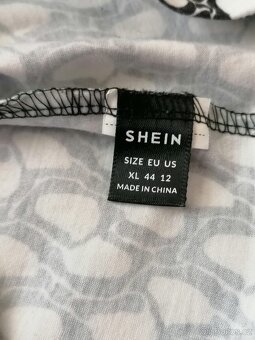 SHEIN
SIZE EU US
XL 44 12
MADE IN CHINA